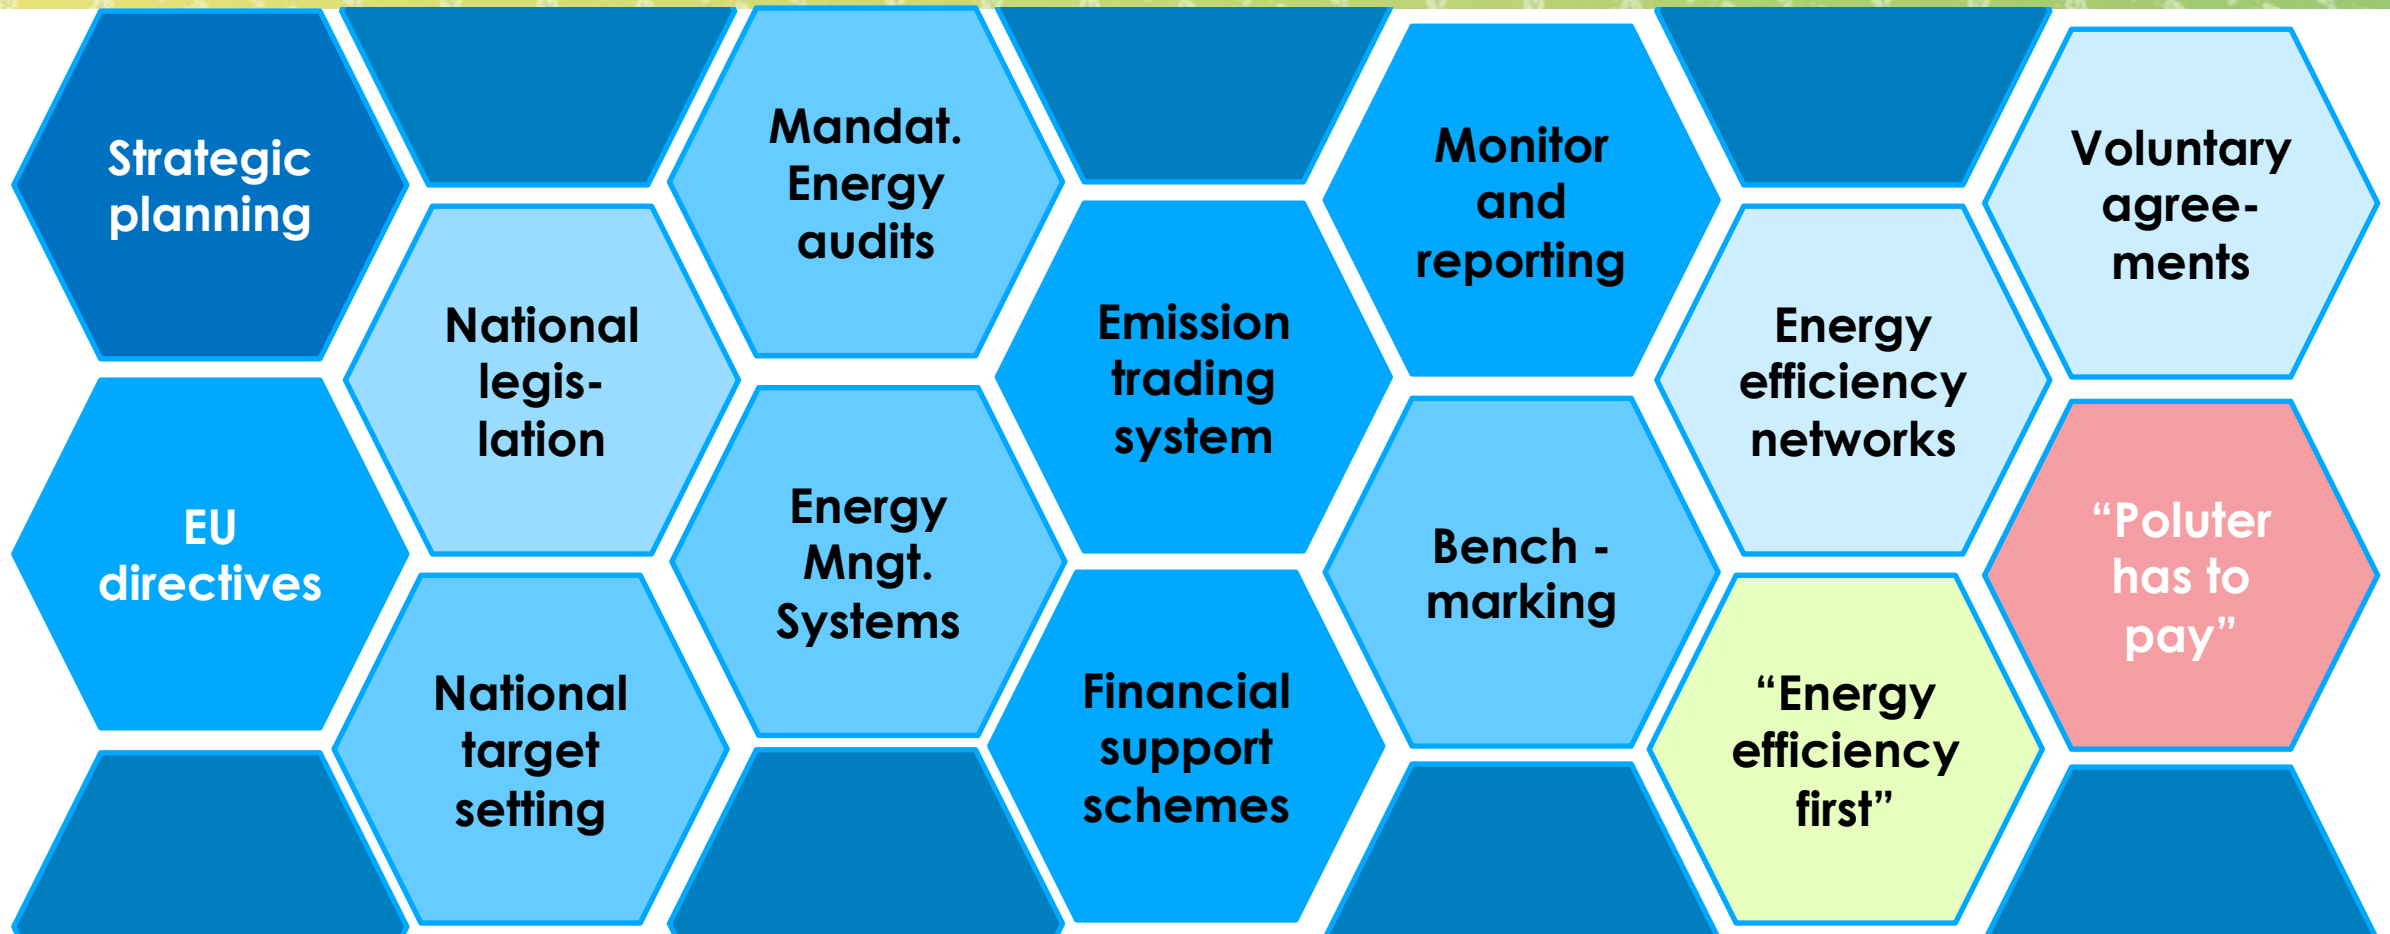 Strategic
planning
EU
directives
National
legis-
lation
National
target
setting
Mandat.
Energy
audits
Energy
Mngt.
Systems
Emission
trading
system
Financial
support
schemes
Monitor
and
reporting
Bench -
marking
Energy
efficiency
networks
“Energy
efficiency
first”
Voluntary
agree-
ments
“Poluter
has to
pay”